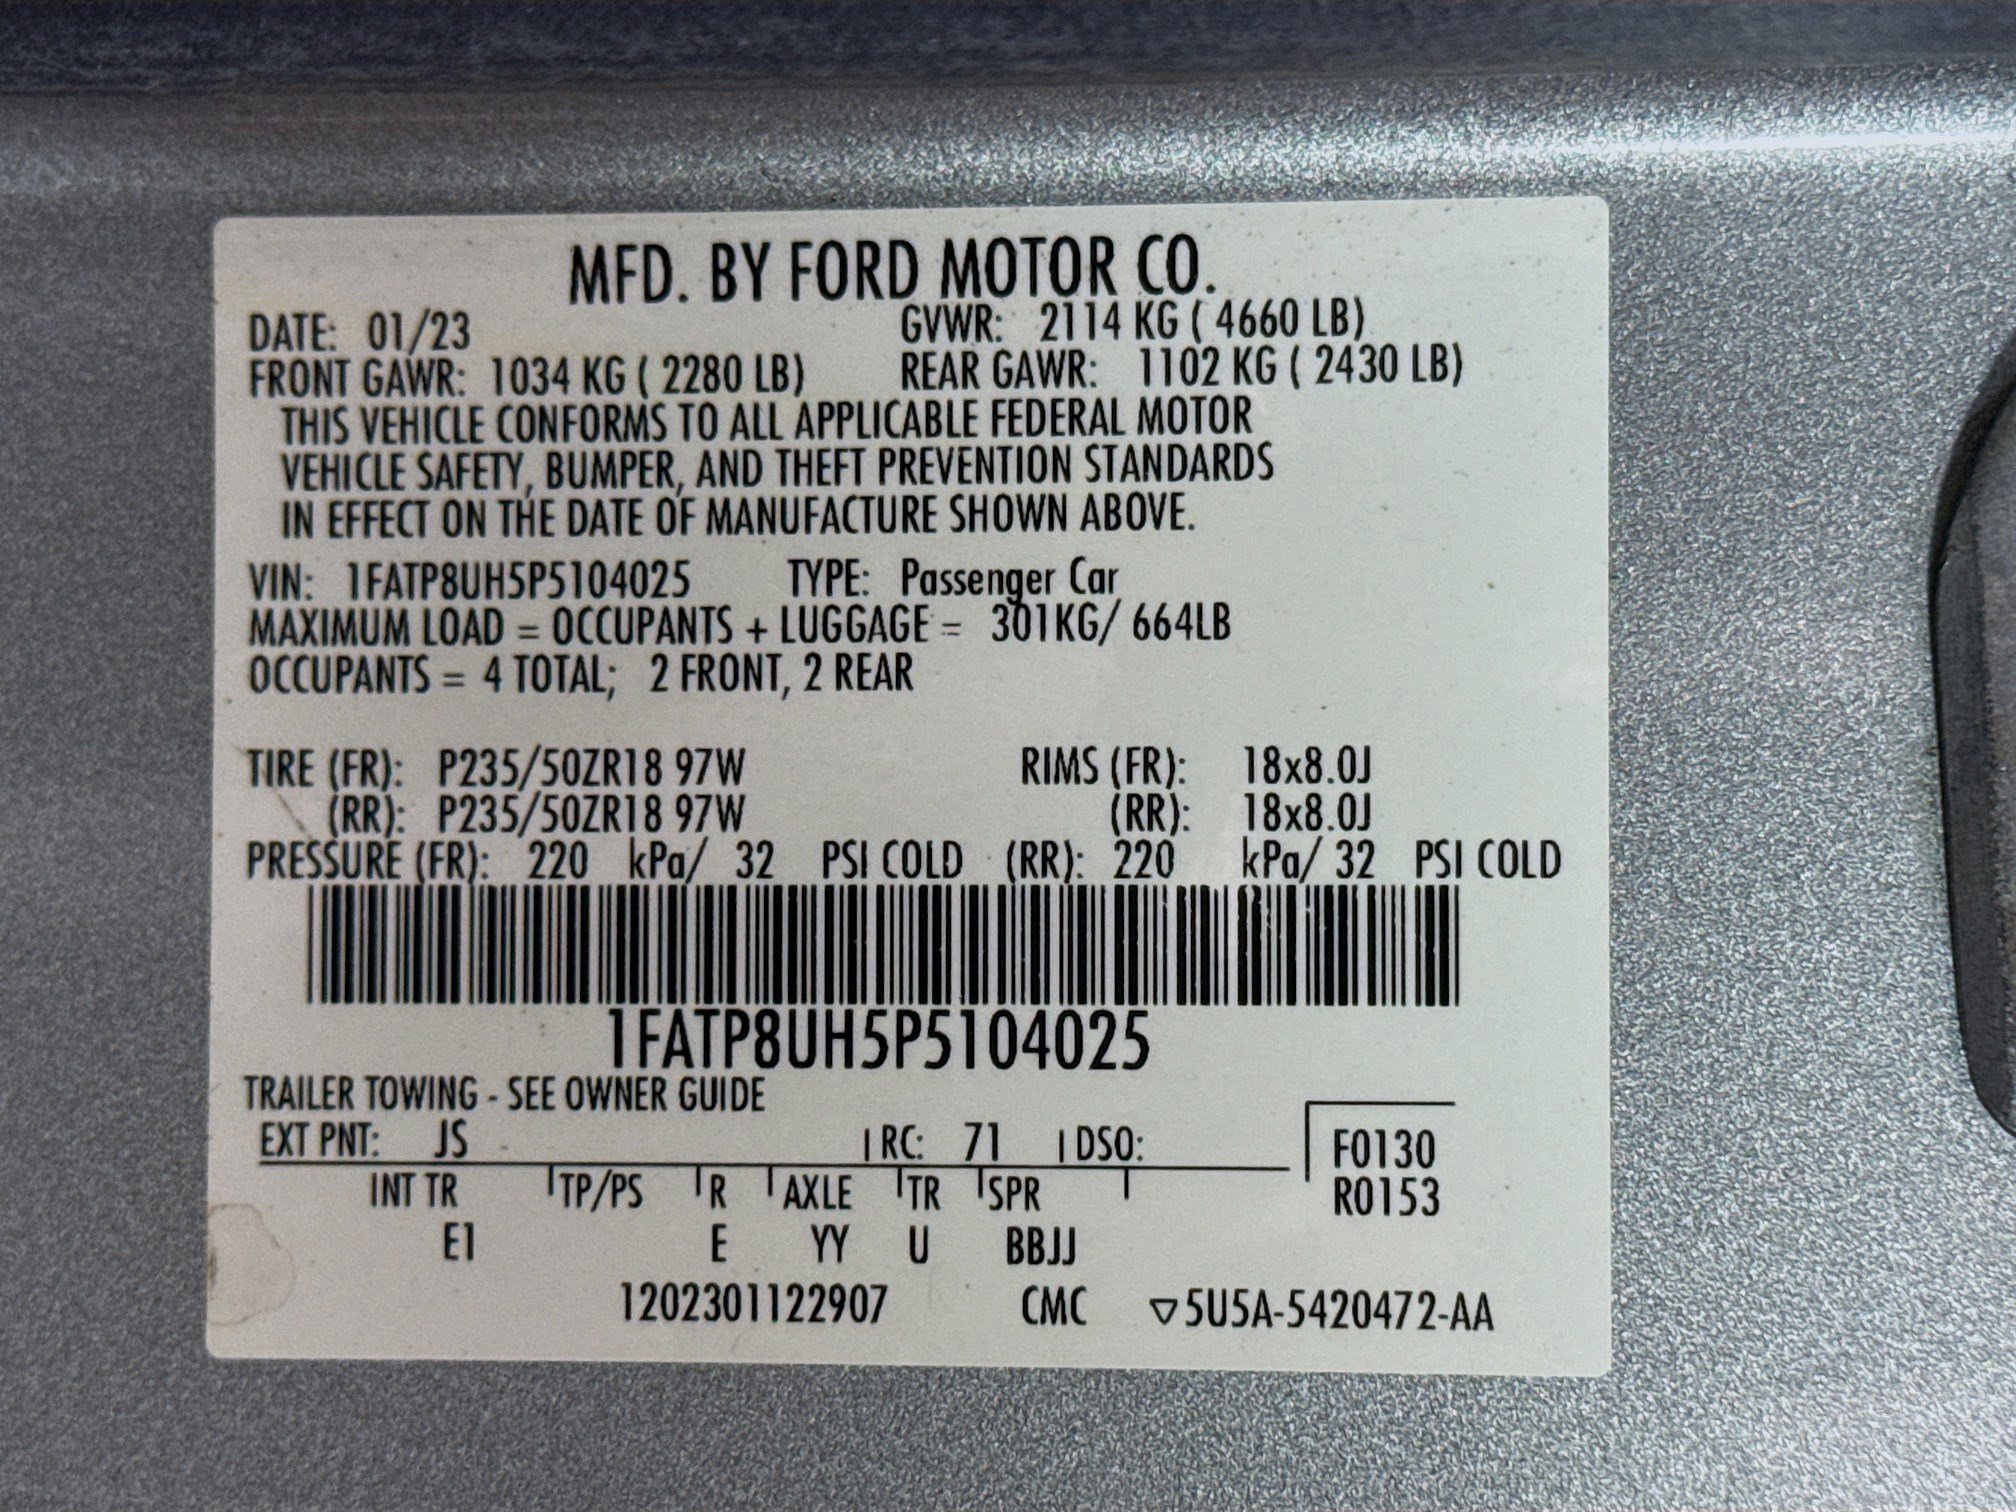 MFD. BY FORD MOTOR CO.
DATE: 01/23 GVWR: 2114 KG ( 4660 LB)
FRONT GAWR: 1034 KG ( 2280 LB) REAR GAWR: 1102 KG ( 2430 LB)
THIS VEHICLE CONFORMS TO ALL APPLICABLE FEDERAL MOTOR
VEHICLE SAFETY, BUMPER, AND THEFT PREVENTION STANDARDS
IN EFFECT ON THE DATE OF MANUFACTURE SHOWN ABOVE.
VIN: 1FATP8UH5P5104025 TYPE: Passenger Car
MAXIMUM LOAD = OCCUPANTS + LUGGAGE = 301KG/ 664LB
OCCUPANTS = 4 TOTAL; 2 FRONT, 2 REAR
TIRE (FR): P235/50ZR18 97W RIMS (FR): 18x8.0J
(RR): P235/50ZR18 97W (RR): 18x8.0J
PRESSURE (FR): 220 kPa/ 32 PSI COLD (RR): 220 kPa/ 32 PSI COLD
1FATP8UH5P5104025
TRAILER TOWING - SEE OWNER GUIDE
EXT PNT: JS RC: 71 DSO: F0130
INT TR TP/PS R AXLE TR SPR R0153
E1 E YY U BBJJ
1202301122907 CMC ▽5U5A-5420472-AA